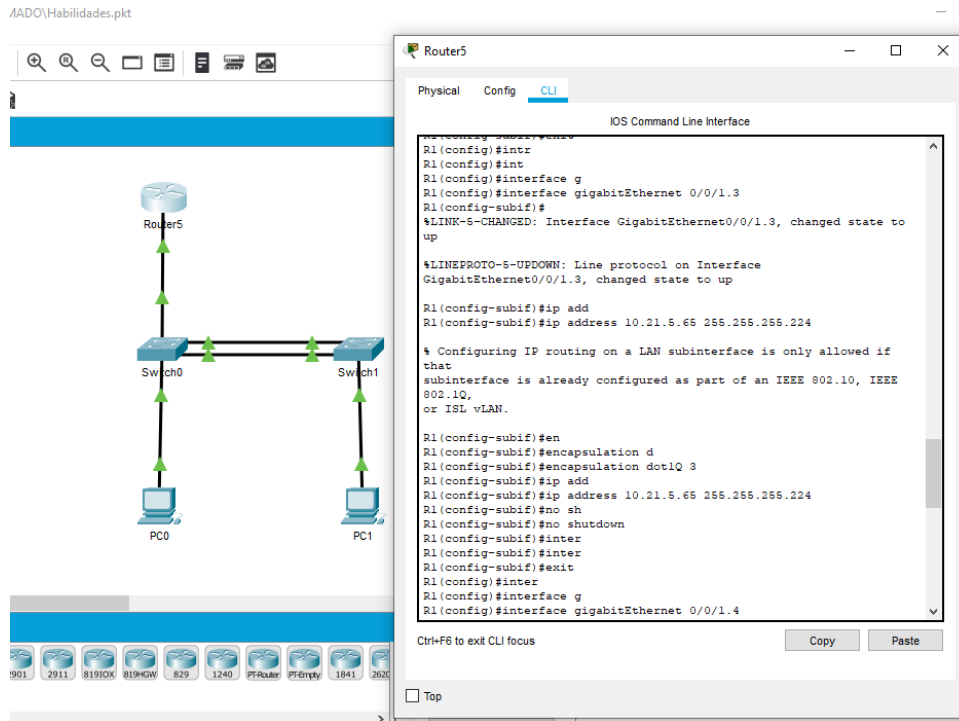 MADO\Habilidades.pkt
Router5
Physical Config CLI
IOS Command Line Interface
R1(config-subif)#exit
R1(config)#intr
R1(config)#int
R1(config)#interface g
R1(config)#interface gigabitEthernet 0/0/1.3
R1(config-subif)#
%LINK-5-CHANGED: Interface GigabitEthernet0/0/1.3, changed state to
up
%LINEPROTO-5-UPDOWN: Line protocol on Interface
GigabitEthernet0/0/1.3, changed state to up
R1(config-subif)#ip add
R1(config-subif)#ip address 10.21.5.65 255.255.255.224
% Configuring IP routing on a LAN subinterface is only allowed if
that
subinterface is already configured as part of an IEEE 802.10, IEEE
802.1Q,
or ISL vLAN.
R1(config-subif)#en
R1(config-subif)#encapsulation d
R1(config-subif)#encapsulation dot1Q 3
R1(config-subif)#ip add
R1(config-subif)#ip address 10.21.5.65 255.255.255.224
R1(config-subif)#no sh
R1(config-subif)#no shutdown
R1(config-subif)#inter
R1(config-subif)#inter
R1(config-subif)#exit
R1(config)#inter
R1(config)#interface g
R1(config)#interface gigabitEthernet 0/0/1.4
Ctrl+F6 to exit CLI focus
Copy Paste
Top
Router5
Switch0 Switch1
PC0 PC1
2901 2911 819IOX 819HGW 829 1240 PT-Router PT-Empty 1841 2620